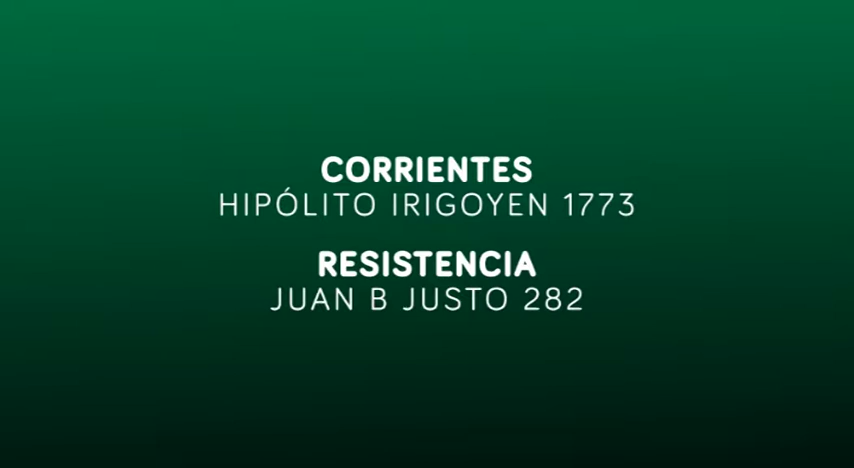 CORRIENTES
HIPÓLITO IRIGOYEN 1773
RESISTENCIA
JUAN B JUSTO 282